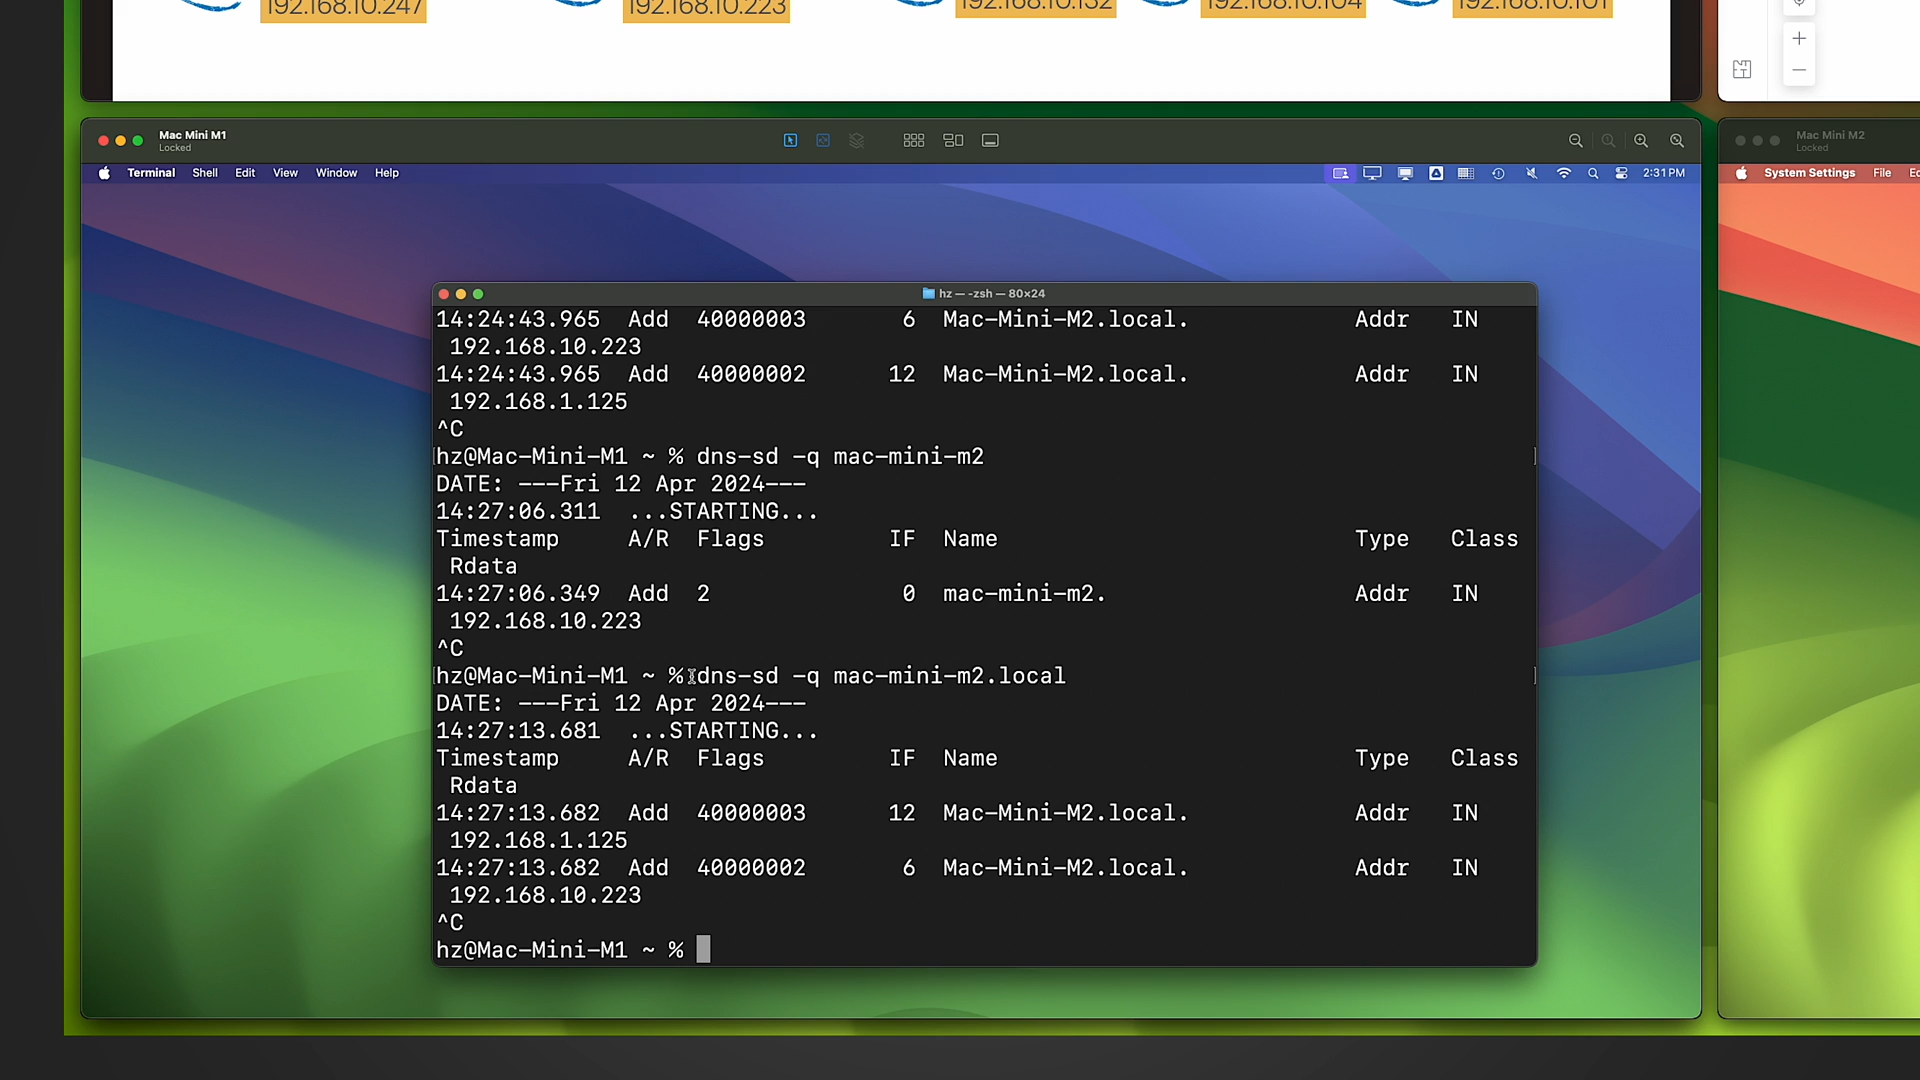 192.168.10.247
192.168.10.223
192.168.10.132
192.168.10.104
192.168.10.101
Mac Mini M1
Locked
Mac Mini M2
Locked
Terminal Shell Edit View Window Help
2:31 PM
System Settings File
hz — -zsh — 80×24
14:24:43.965 Add 40000003 6 Mac-Mini-M2.local. Addr IN
192.168.10.223
14:24:43.965 Add 40000002 12 Mac-Mini-M2.local. Addr IN
192.168.1.125
^C
hz@Mac-Mini-M1 ~ % dns-sd -q mac-mini-m2
DATE: ---Fri 12 Apr 2024---
14:27:06.311 ...STARTING...
Timestamp A/R Flags IF Name Type Class
Rdata
14:27:06.349 Add 2 0 mac-mini-m2. Addr IN
192.168.10.223
^C
hz@Mac-Mini-M1 ~ % dns-sd -q mac-mini-m2.local
DATE: ---Fri 12 Apr 2024---
14:27:13.681 ...STARTING...
Timestamp A/R Flags IF Name Type Class
Rdata
14:27:13.682 Add 40000003 12 Mac-Mini-M2.local. Addr IN
192.168.1.125
14:27:13.682 Add 40000002 6 Mac-Mini-M2.local. Addr IN
192.168.10.223
^C
hz@Mac-Mini-M1 ~ %